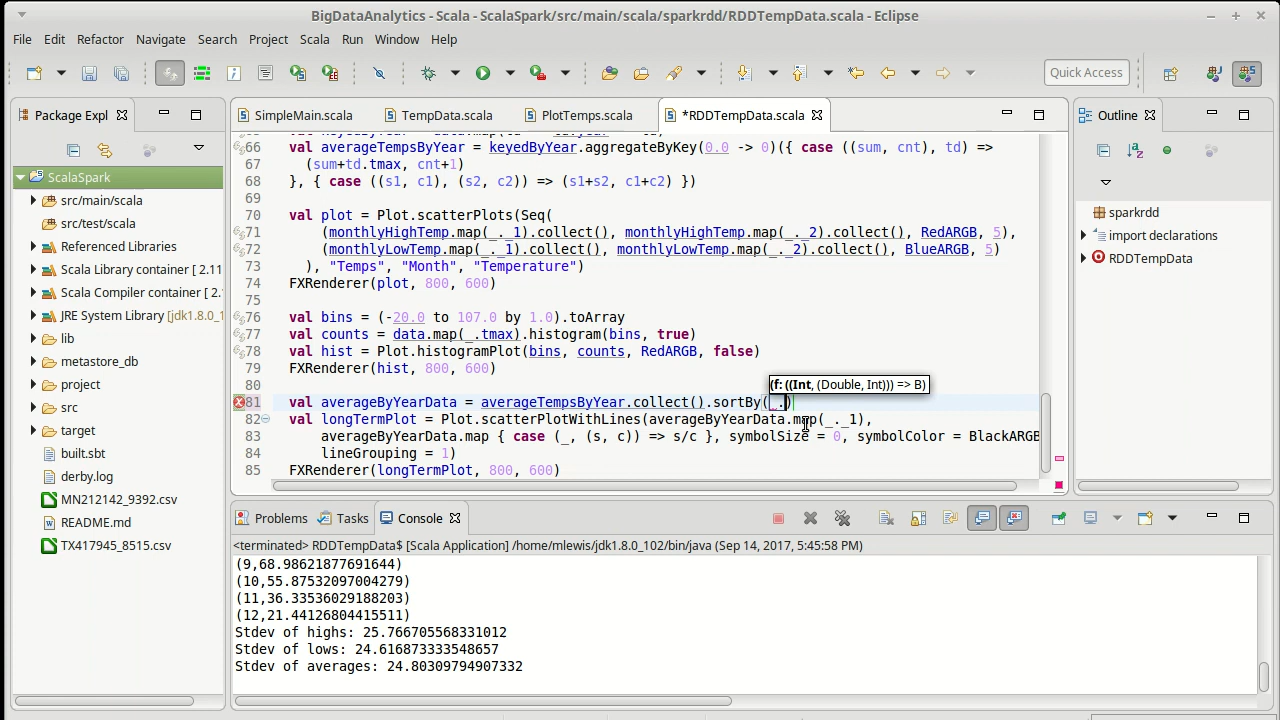 BigDataAnalytics - Scala - ScalaSpark/src/main/scala/sparkrdd/RDDTempData.scala - Eclipse
File Edit Refactor Navigate Search Project Scala Run Window Help
Quick Access
Package Expl
SimpleMain.scala TempData.scala PlotTemps.scala *RDDTempData.scala
Outline
ScalaSpark
src/main/scala
src/test/scala
Referenced Libraries
Scala Library container [ 2.11
Scala Compiler container [ 2.
JRE System Library [jdk1.8.0_1
lib
metastore_db
project
src
target
built.sbt
derby.log
MN212142_9392.csv
README.md
TX417945_8515.csv
66 val averageTempsByYear = keyedByYear.aggregateByKey(0.0 -> 0)({ case ((sum, cnt), td) =>
67 (sum+td.tmax, cnt+1)
68 }, { case ((s1, c1), (s2, c2)) => (s1+s2, c1+c2) })
69
70 val plot = Plot.scatterPlots(Seq(
71 (monthlyHighTemp.map(_._1).collect(), monthlyHighTemp.map(_._2).collect(), RedARGB, 5),
72 (monthlyLowTemp.map(_._1).collect(), monthlyLowTemp.map(_._2).collect(), BlueARGB, 5)
73 ), "Temps", "Month", "Temperature")
74 FXRenderer(plot, 800, 600)
75
76 val bins = (-20.0 to 107.0 by 1.0).toArray
77 val counts = data.map(_.tmax).histogram(bins, true)
78 val hist = Plot.histogramPlot(bins, counts, RedARGB, false)
79 FXRenderer(hist, 800, 600)
80
(f: ((Int, (Double, Int))) => B)
81 val averageByYearData = averageTempsByYear.collect().sortBy(_.)
82 val longTermPlot = Plot.scatterPlotWithLines(averageByYearData.map(_._1),
83 averageByYearData.map { case (_, (s, c)) => s/c }, symbolSize = 0, symbolColor = BlackARGB
84 lineGrouping = 1)
85 FXRenderer(longTermPlot, 800, 600)
sparkrdd
import declarations
RDDTempData
Problems Tasks Console
<terminated> RDDTempData$ [Scala Application] /home/mlewis/jdk1.8.0_102/bin/java (Sep 14, 2017, 5:45:58 PM)
(9,68.98621877691644)
(10,55.87532097004279)
(11,36.33536029188203)
(12,21.44126804415511)
Stdev of highs: 25.766705568331012
Stdev of lows: 24.616873333548657
Stdev of averages: 24.80309794907332